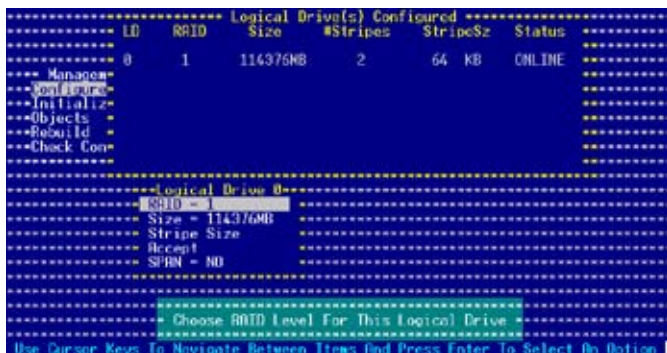 Logical Drive(s) Configured
LD RAID Size #Stripes StripeSz Status
0 1 114376MB 2 64 KB ONLINE
Managem
Configure
Initializ
Objects
Rebuild
Check Con
Logical Drive 0
RAID = 1
Size = 114376MB
Stripe Size
Accept
SPAN = NO
Choose RAID Level For This Logical Drive
Use Cursor Keys To Navigate Between Items And Press Enter To Select An Option